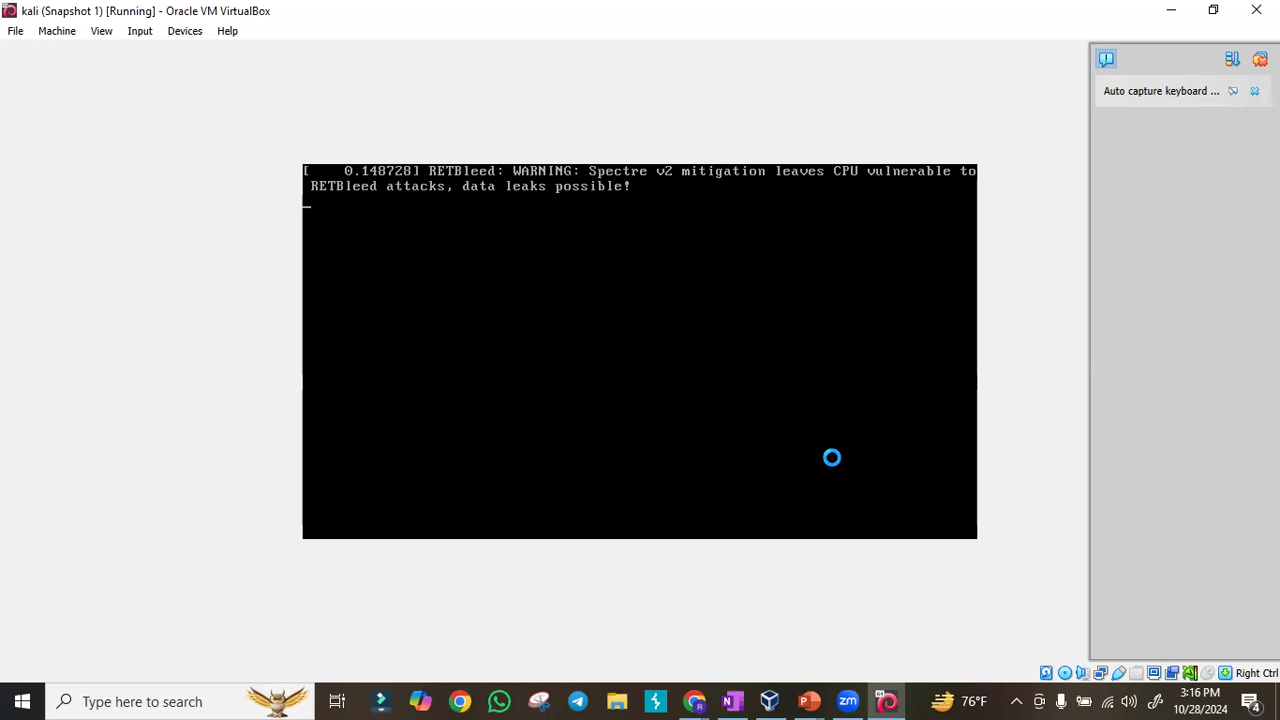 kali (Snapshot 1) [Running] - Oracle VM VirtualBox
File Machine View Input Devices Help
Auto capture keyboard ...
[    0.148728] RETBleed: WARNING: Spectre v2 mitigation leaves CPU vulnerable to
RETBleed attacks, data leaks possible!
_
Right Ctrl
Type here to search
76°F
3:16 PM
10/28/2024
4